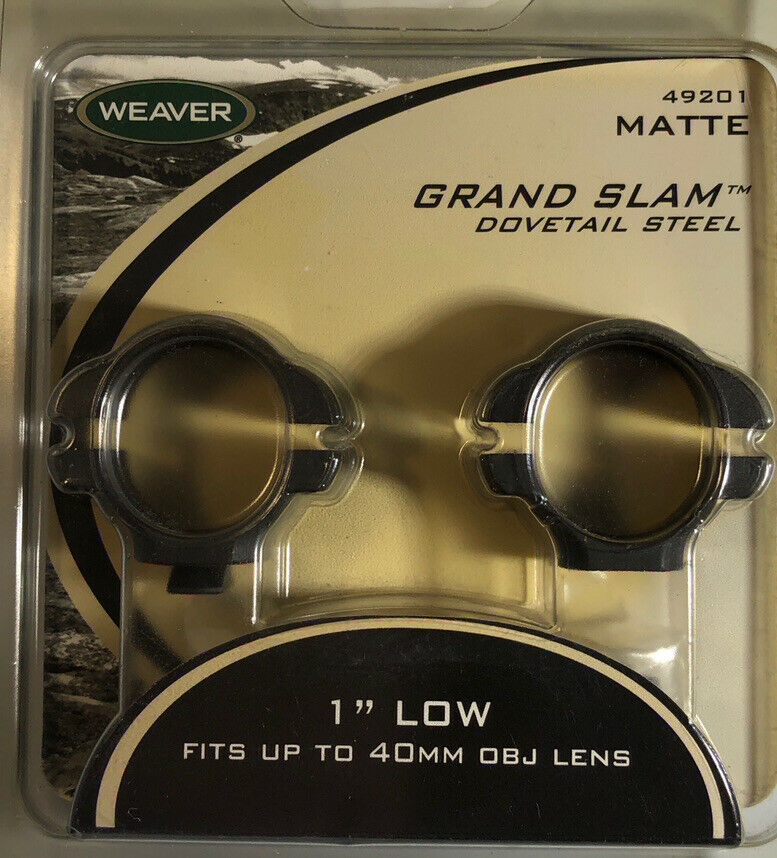 WEAVER®
49201
MATTE
GRAND SLAM™
DOVETAIL STEEL
1” LOW
FITS UP TO 40MM OBJ LENS